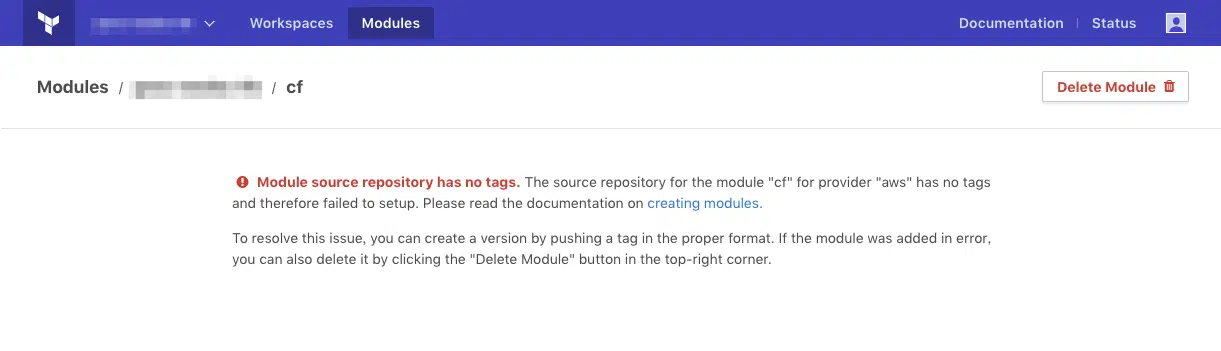 Workspaces Modules Documentation Status
Modules / / cf Delete Module
Module source repository has no tags. The source repository for the module "cf" for provider "aws" has no tags
and therefore failed to setup. Please read the documentation on creating modules.
To resolve this issue, you can create a version by pushing a tag in the proper format. If the module was added in error,
you can also delete it by clicking the "Delete Module" button in the top-right corner.